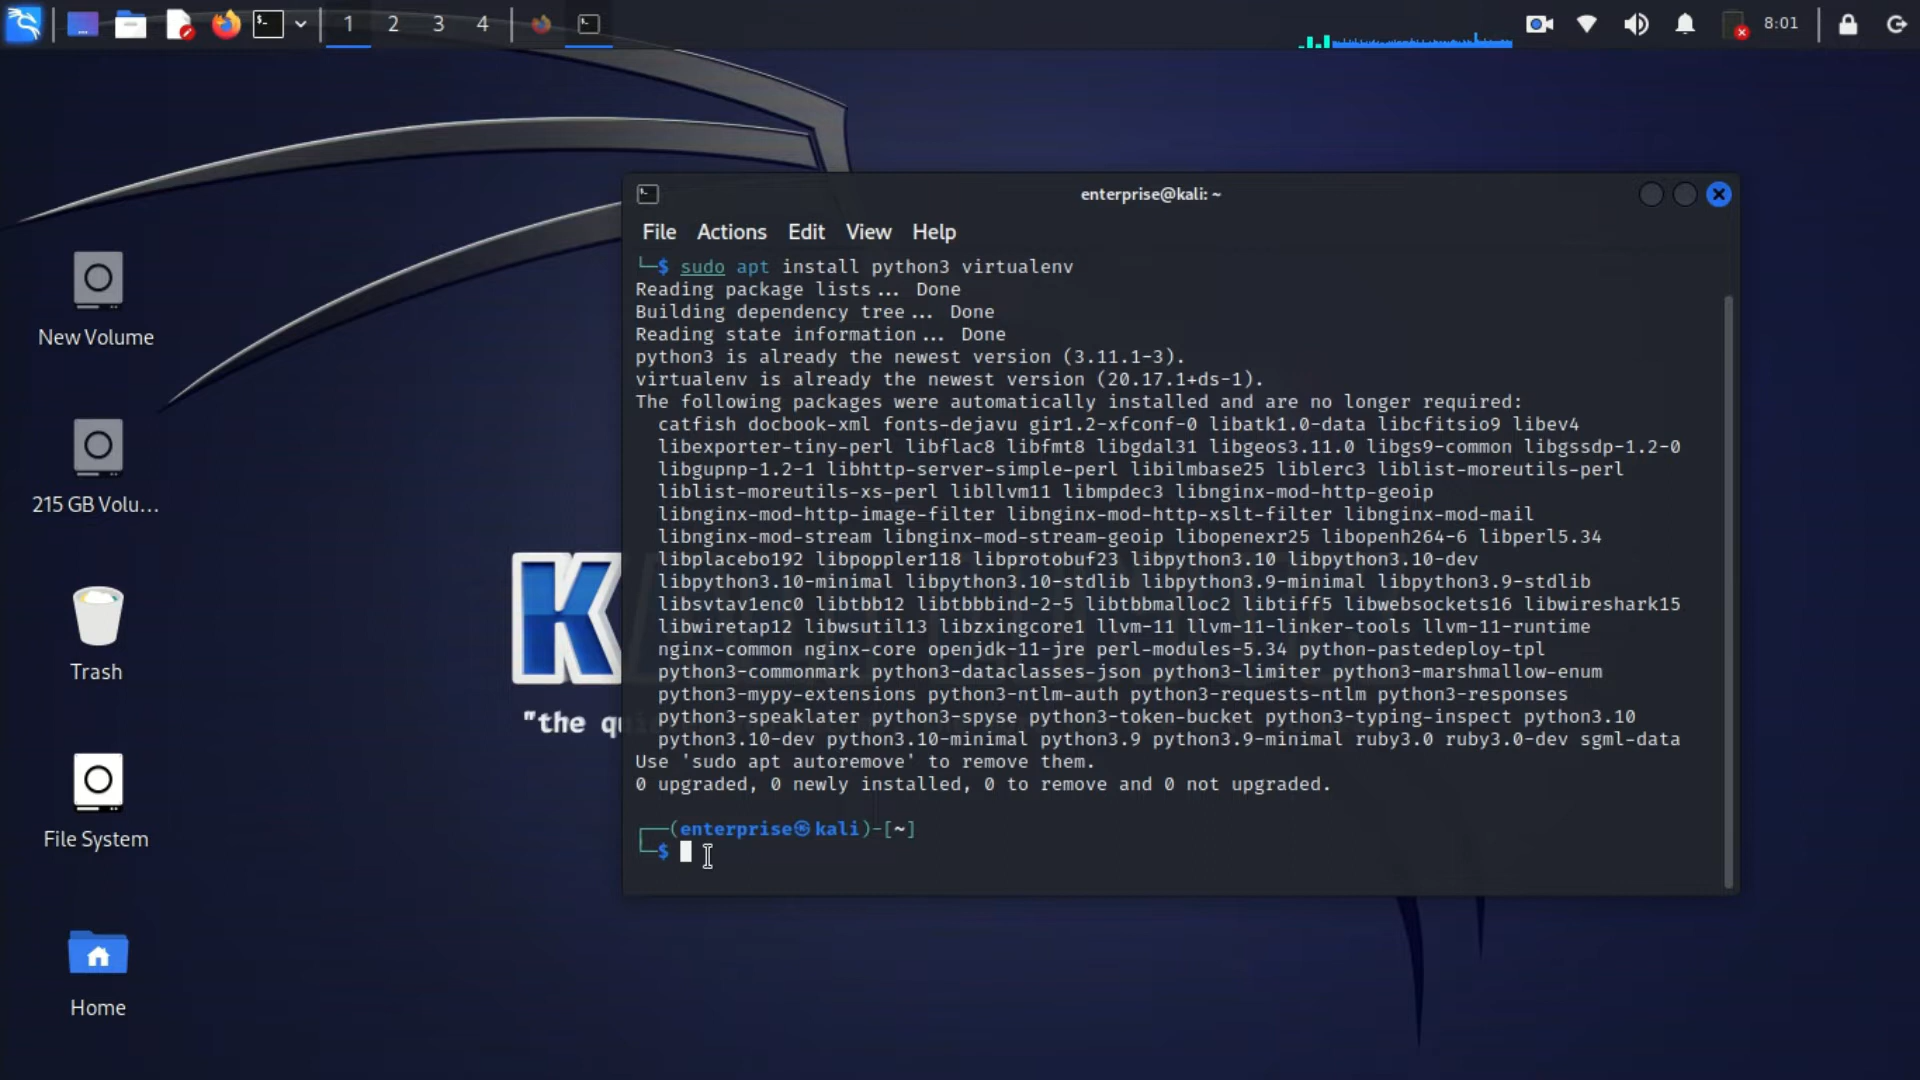 1 2 3 4
8:01
New Volume
215 GB Volu...
Trash
File System
Home
K
"the qu
enterprise@kali: ~
File Actions Edit View Help
└─$ sudo apt install python3 virtualenv
Reading package lists... Done
Building dependency tree... Done
Reading state information... Done
python3 is already the newest version (3.11.1-3).
virtualenv is already the newest version (20.17.1+ds-1).
The following packages were automatically installed and are no longer required:
catfish docbook-xml fonts-dejavu gir1.2-xfconf-0 libatk1.0-data libcfitsio9 libev4
libexporter-tiny-perl libflac8 libfmt8 libgdal31 libgeos3.11.0 libgs9-common libgssdp-1.2-0
libgupnp-1.2-1 libhttp-server-simple-perl libilmbase25 liblerc3 liblist-moreutils-perl
liblist-moreutils-xs-perl libllvm11 libmpdec3 libnginx-mod-http-geoip
libnginx-mod-http-image-filter libnginx-mod-http-xslt-filter libnginx-mod-mail
libnginx-mod-stream libnginx-mod-stream-geoip libopenexr25 libopenh264-6 libperl5.34
libplacebo192 libpoppler118 libprotobuf23 libpython3.10 libpython3.10-dev
libpython3.10-minimal libpython3.10-stdlib libpython3.9-minimal libpython3.9-stdlib
libsvtav1enc0 libtbb12 libtbbbind-2-5 libtbbmalloc2 libtiff5 libwebsockets16 libwireshark15
libwiretap12 libwsutil13 libzxingcore1 llvm-11 llvm-11-linker-tools llvm-11-runtime
nginx-common nginx-core openjdk-11-jre perl-modules-5.34 python-pastedeploy-tpl
python3-commonmark python3-dataclasses-json python3-limiter python3-marshmallow-enum
python3-mypy-extensions python3-ntlm-auth python3-requests-ntlm python3-responses
python3-speaklater python3-spyse python3-token-bucket python3-typing-inspect python3.10
python3.10-dev python3.10-minimal python3.9 python3.9-minimal ruby3.0 ruby3.0-dev sgml-data
Use 'sudo apt autoremove' to remove them.
0 upgraded, 0 newly installed, 0 to remove and 0 not upgraded.
┌──(enterprise㉿kali)-[~]
└─$